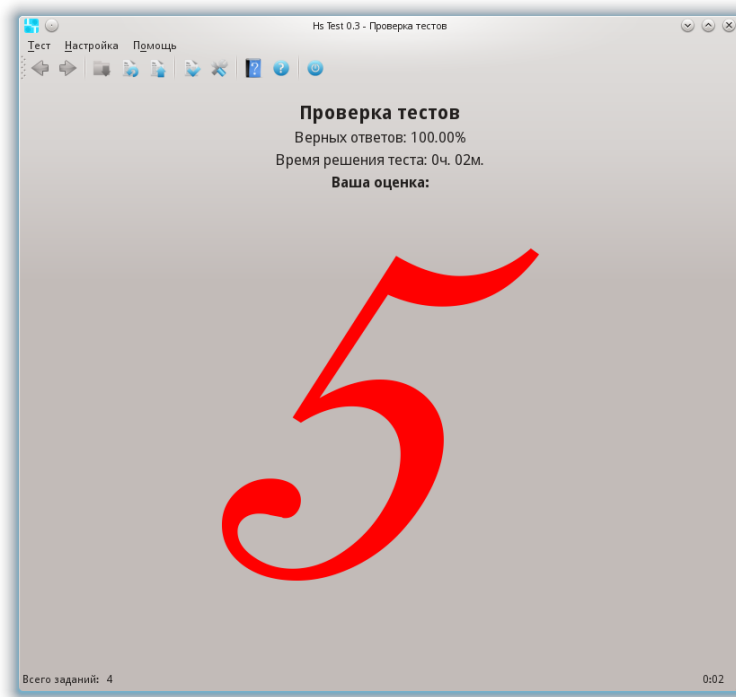 Hs Test 0.3 - Проверка тестов
Тест Настройка Помощь
Проверка тестов
Верных ответов: 100.00%
Время решения теста: 0ч. 02м.
Ваша оценка:
5
Всего заданий: 4 0:02